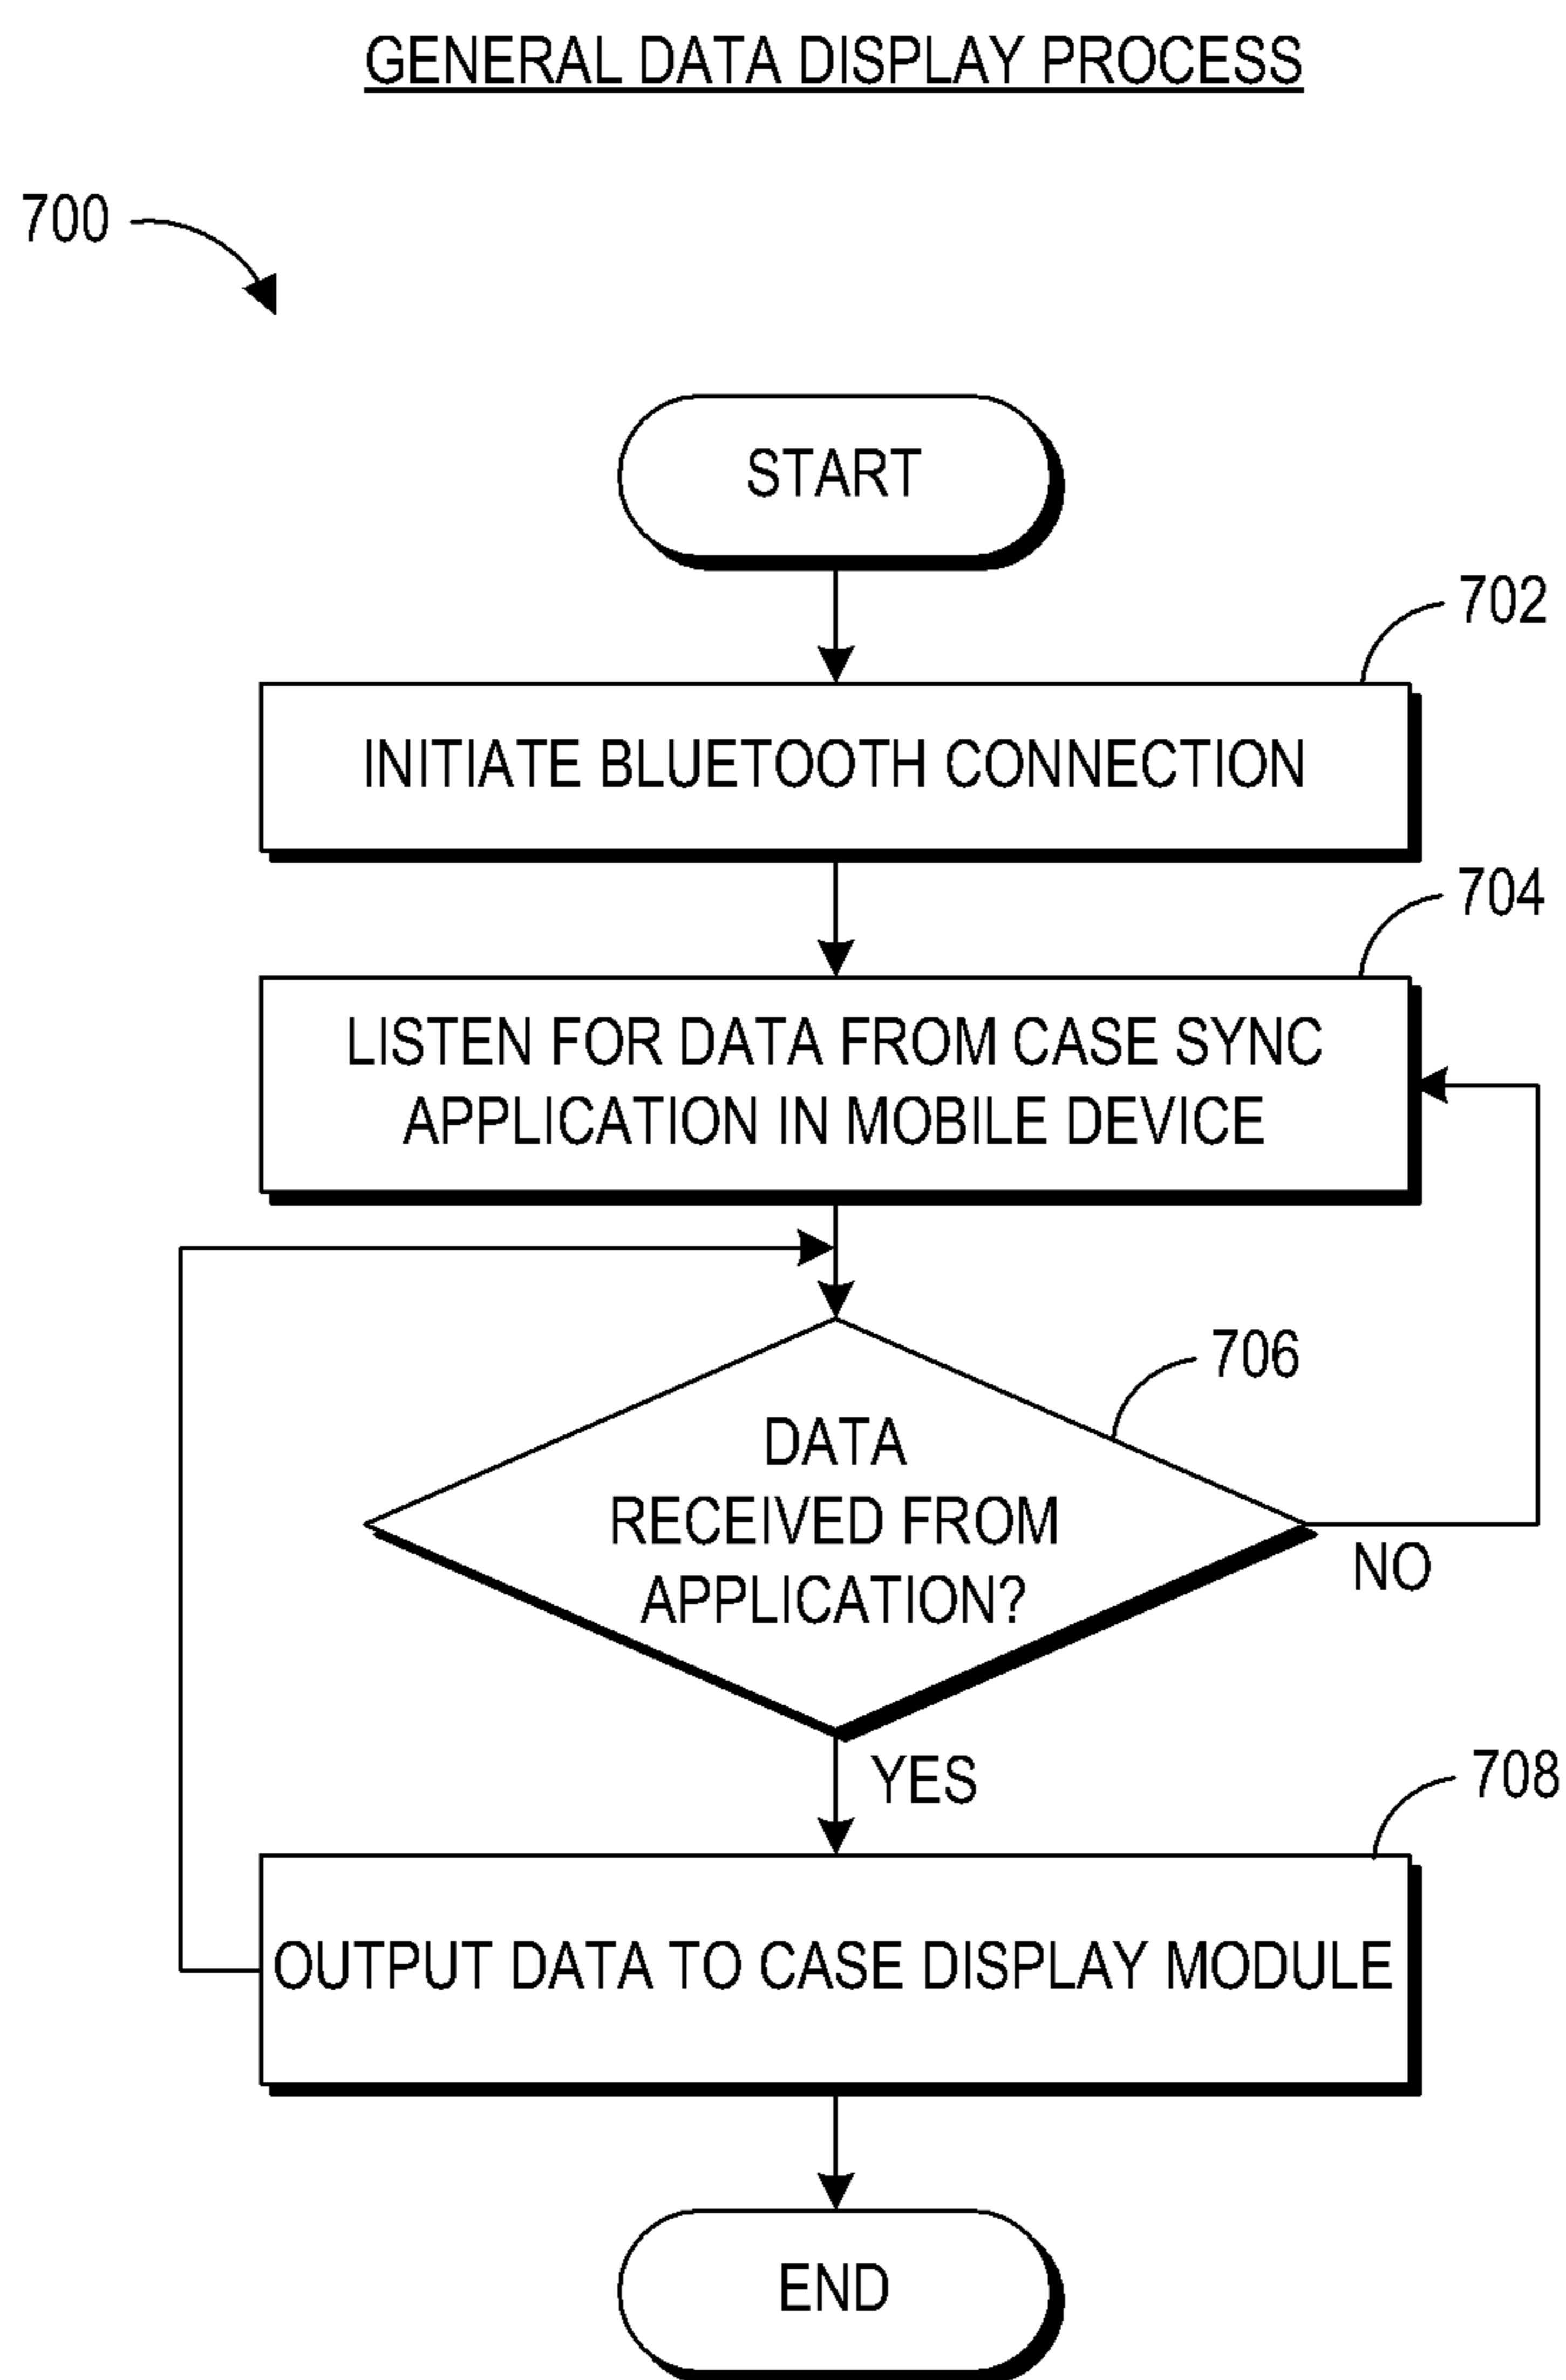 GENERAL DATA DISPLAY PROCESS
700
START
702
INITIATE BLUETOOTH CONNECTION
704
LISTEN FOR DATA FROM CASE SYNC
APPLICATION IN MOBILE DEVICE
706
DATA
RECEIVED FROM
APPLICATION?
NO
YES
708
OUTPUT DATA TO CASE DISPLAY MODULE
END